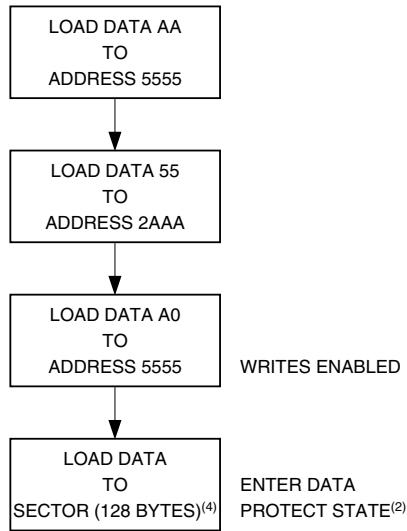 LOAD DATA AA
TO
ADDRESS 5555
LOAD DATA 55
TO
ADDRESS 2AAA
LOAD DATA A0
TO
ADDRESS 5555
WRITES ENABLED
LOAD DATA
TO
SECTOR (128 BYTES)(4)
ENTER DATA
PROTECT STATE(2)